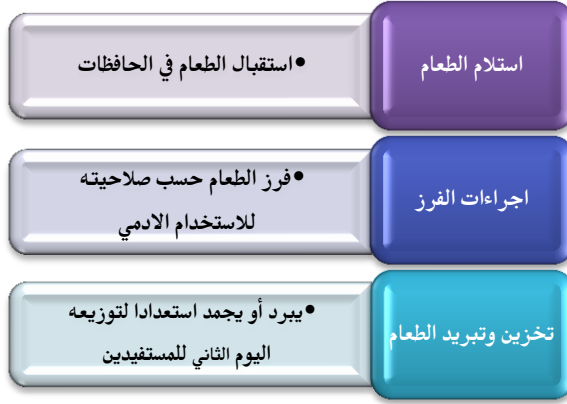 استلام الطعام
•استقبال الطعام في الحافظات
اجراءات الفرز
•فرز الطعام حسب صلاحيته
للاستخدام الادمي
تخزين وتبريد الطعام
•يبرد أو يجمد استعدادا لتوزيعه
اليوم الثاني للمستفيدين